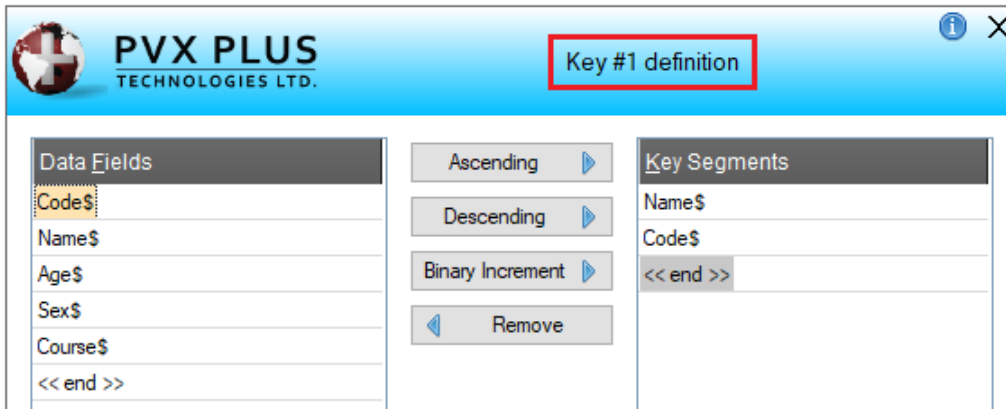 PVX PLUS
TECHNOLOGIES LTD.
Key #1 definition
Data Fields
Code$
Name$
Age$
Sex$
Course$
<< end >>
Ascending
Descending
Binary Increment
Remove
Key Segments
Name$
Code$
<< end >>